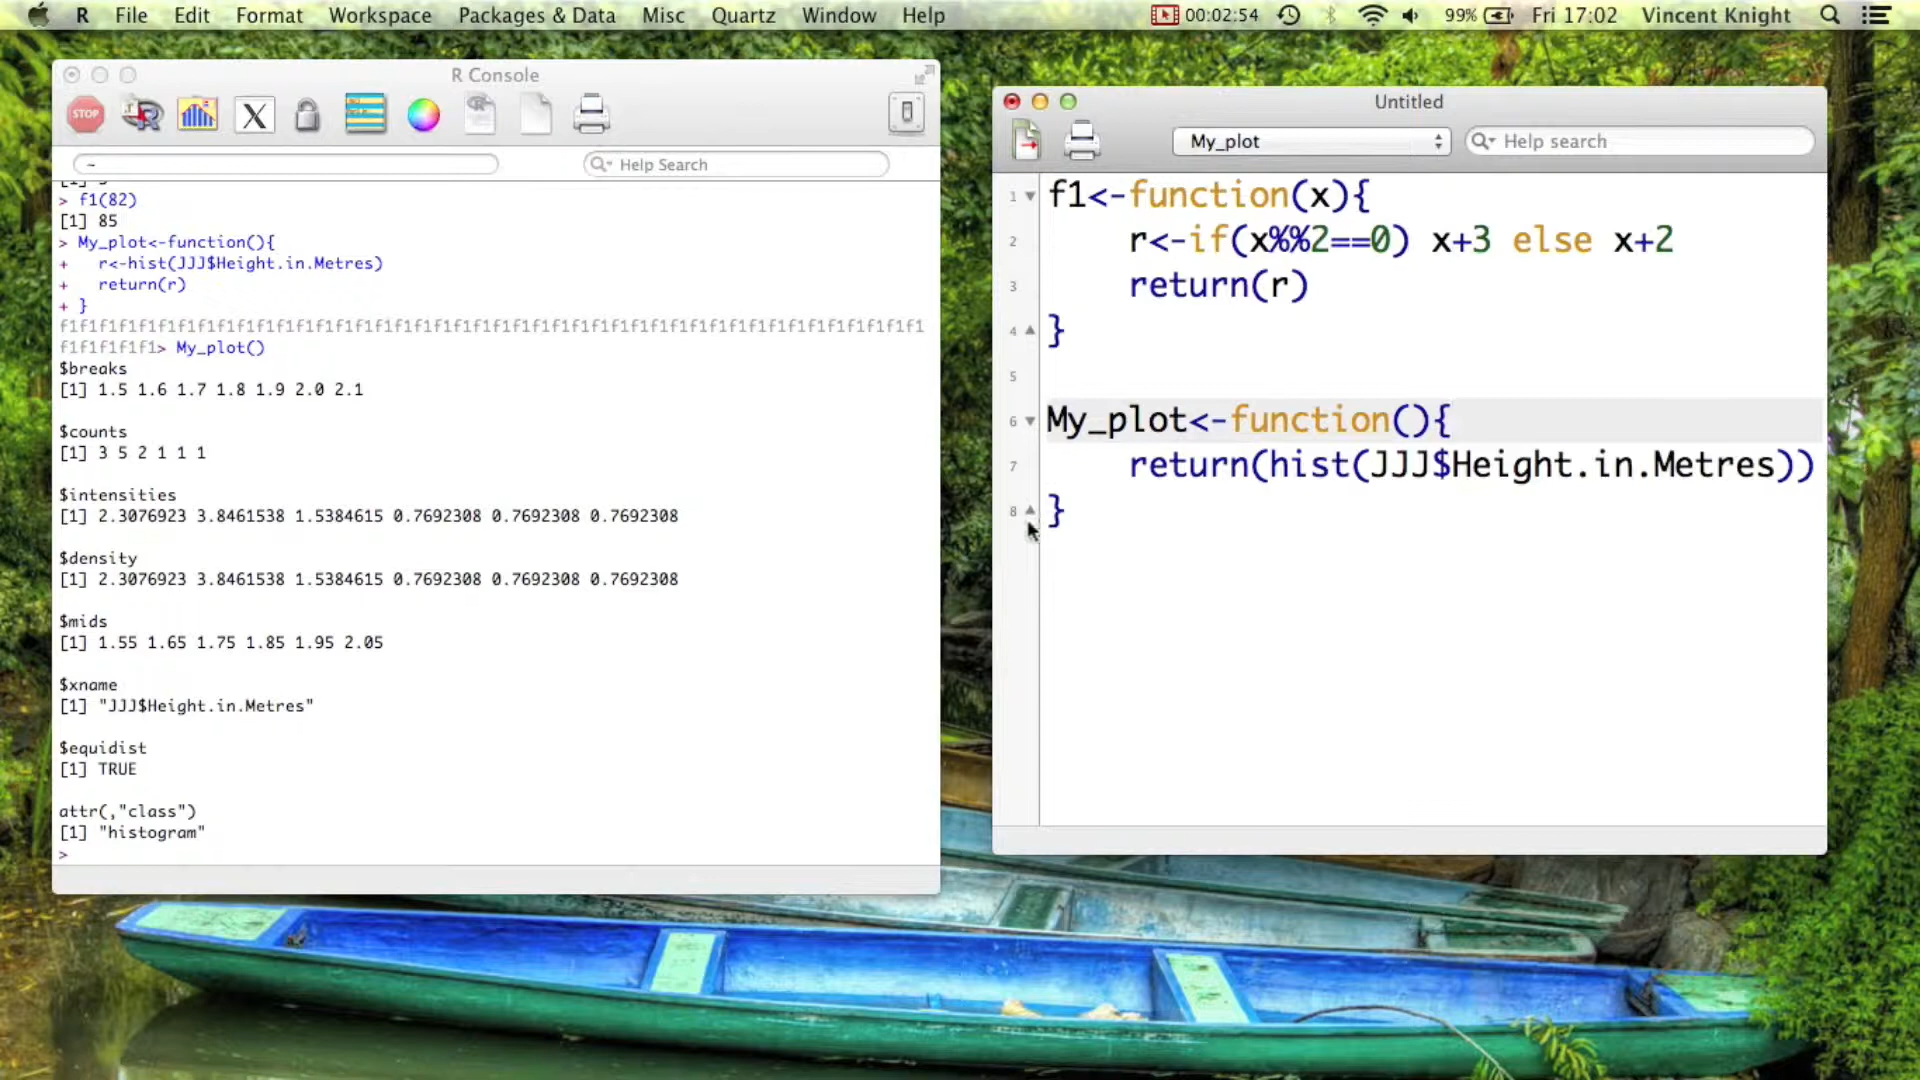 R File Edit Format Workspace Packages & Data Misc Quartz Window Help 00:02:54 99% Fri 17:02 Vincent Knight
R Console
STOP
~ Help Search
> f1(82)
[1] 85
> My_plot<-function(){
+ r<-hist(JJJ$Height.in.Metres)
+ return(r)
+ }
f1f1f1f1f1f1f1f1f1f1f1f1f1f1f1f1f1f1f1f1f1f1f1f1f1f1f1f1f1f1f1f1f1f1f1f1f1f1f1f1f1f1f1f1
f1f1f1f1f1> My_plot()
$breaks
[1] 1.5 1.6 1.7 1.8 1.9 2.0 2.1
$counts
[1] 3 5 2 1 1 1
$intensities
[1] 2.3076923 3.8461538 1.5384615 0.7692308 0.7692308 0.7692308
$density
[1] 2.3076923 3.8461538 1.5384615 0.7692308 0.7692308 0.7692308
$mids
[1] 1.55 1.65 1.75 1.85 1.95 2.05
$xname
[1] "JJJ$Height.in.Metres"
$equidist
[1] TRUE
attr(,"class")
[1] "histogram"
>
Untitled
My_plot Help search
1 f1<-function(x){
2 r<-if(x%%2==0) x+3 else x+2
3 return(r)
4 }
5
6 My_plot<-function(){
7 return(hist(JJJ$Height.in.Metres))
8 }